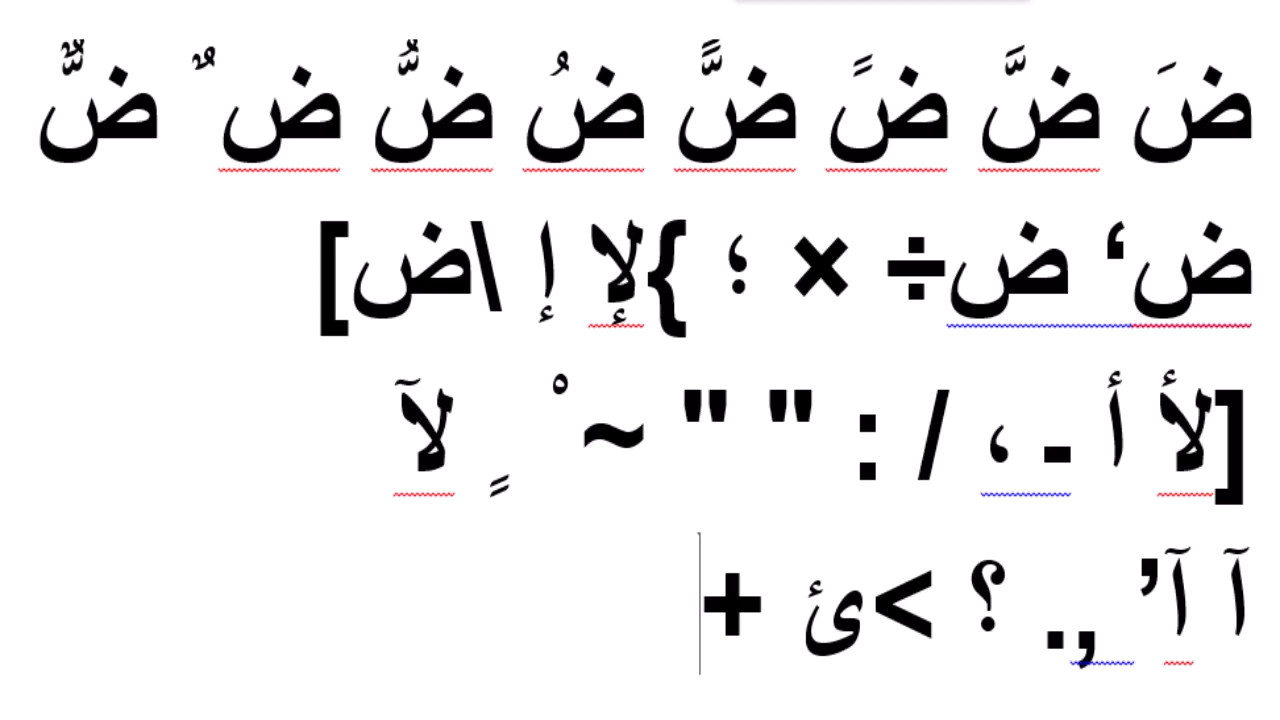 ضَ ضَّ ضً ضًّ ضُ ضُّ ض ٌ ضٌّ
ض‘ ض÷ × ؛ }لإ إ \ض]
[لأ أ - ، / : " " ~ ْ ٍ لآ
آ آ’ ,. ؟ >ئ +